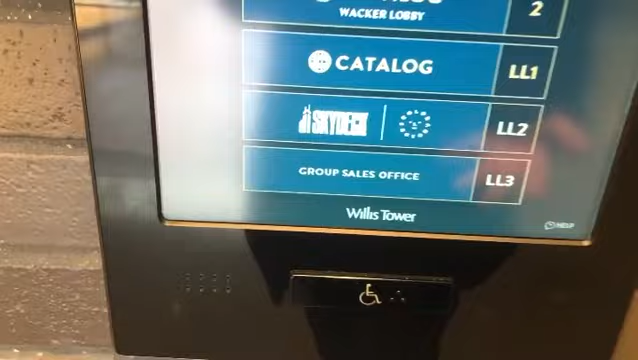 WACKER LOBBY
2
CATALOG
LL1
SKYDECK
LL2
GROUP SALES OFFICE
LL3
Willis Tower
HELP